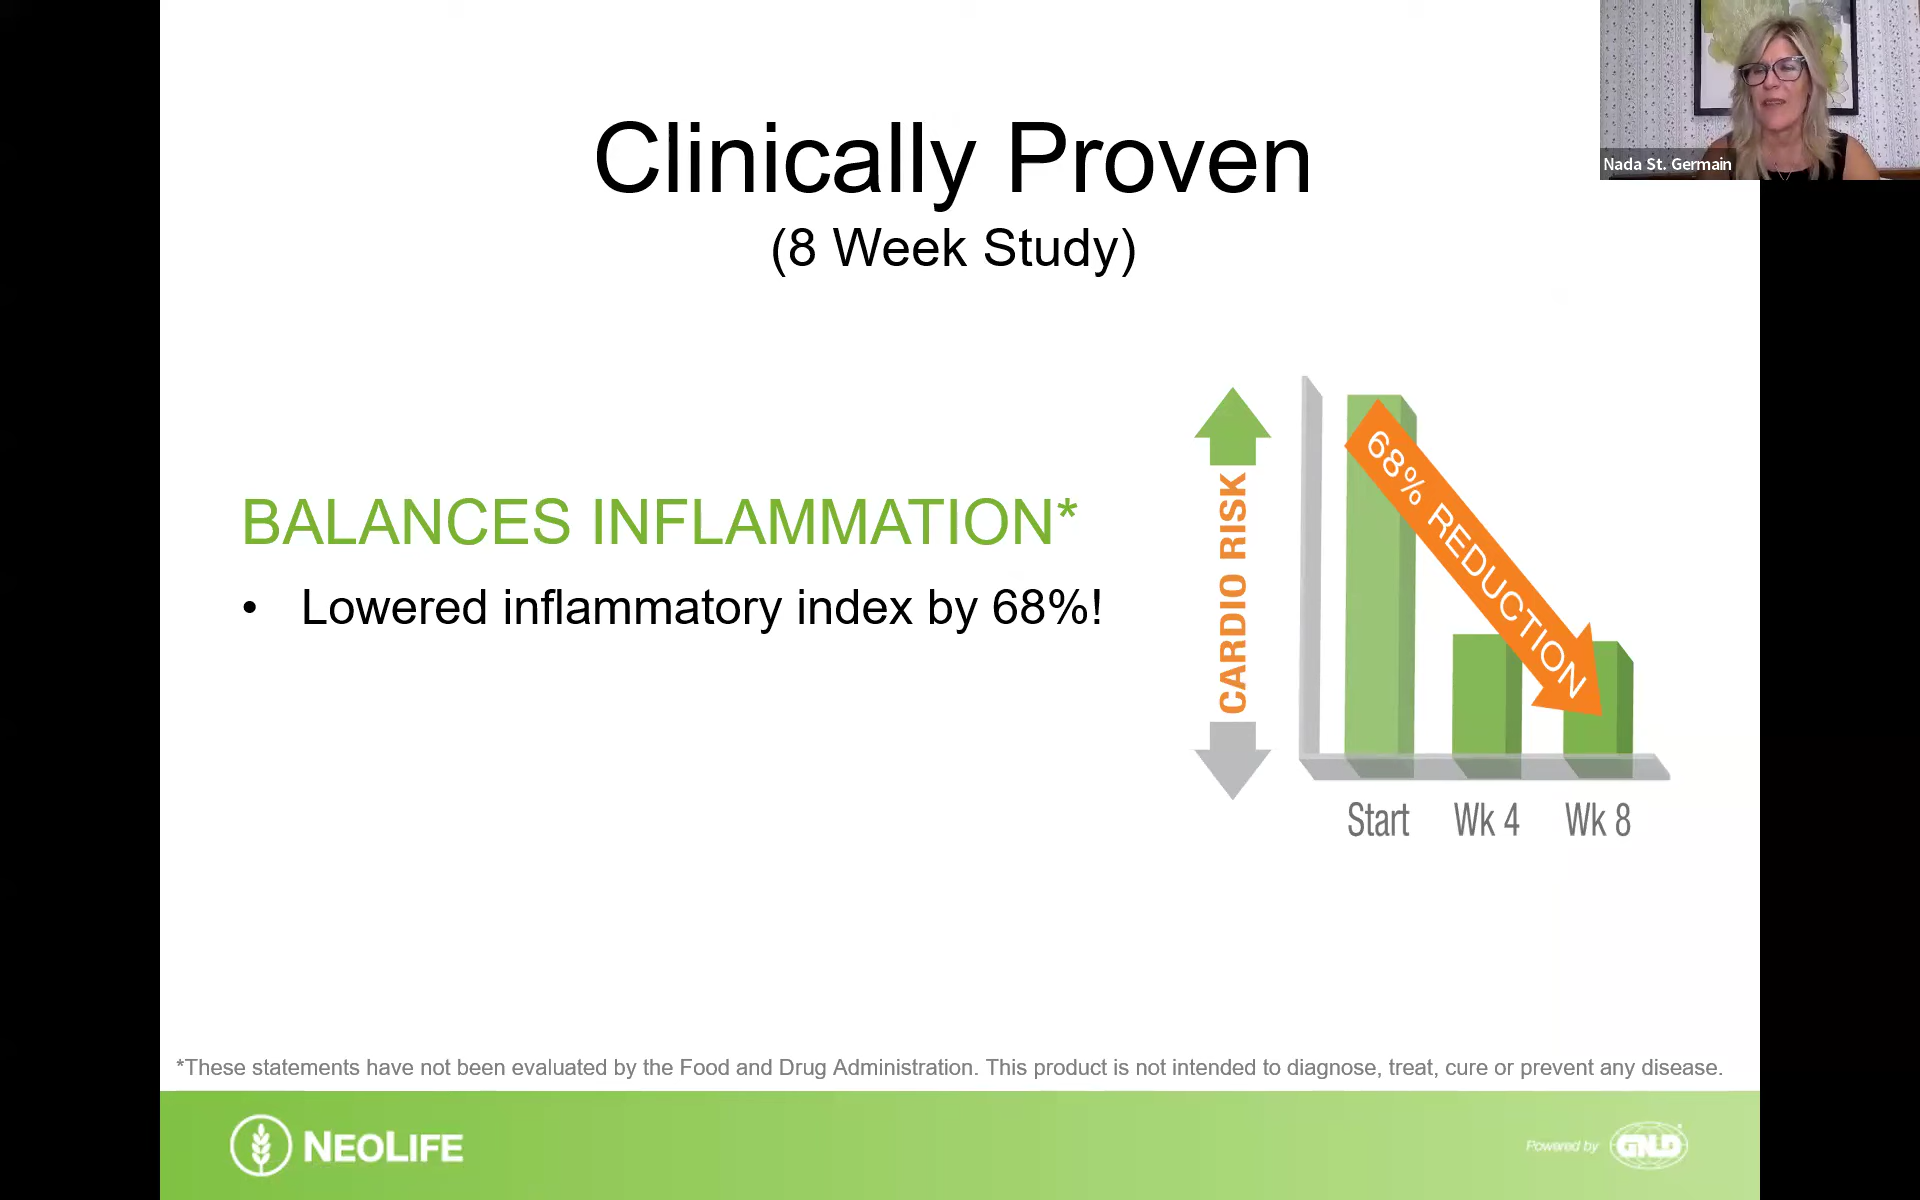 Clinically Proven
(8 Week Study)
Nada St. Germain
BALANCES INFLAMMATION*
• Lowered inflammatory index by 68%!
CARDIO RISK
68% REDUCTION
Start Wk 4 Wk 8
*These statements have not been evaluated by the Food and Drug Administration. This product is not intended to diagnose, treat, cure or prevent any disease.
NEOLIFE
Powered by GNLD